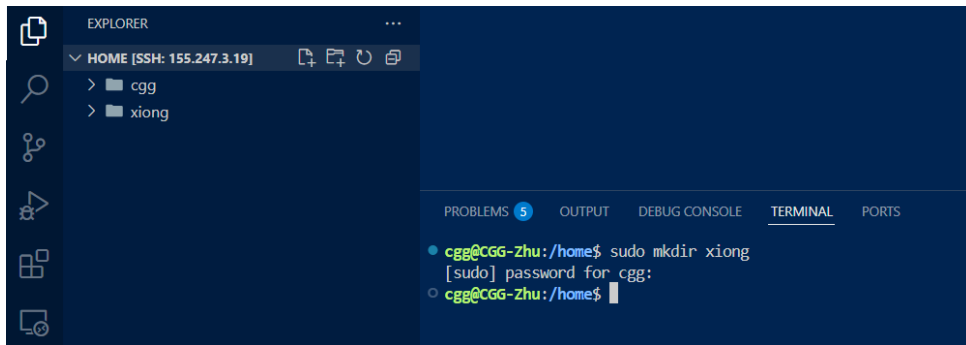 EXPLORER ...
HOME [SSH: 155.247.3.19]
cgg
xiong
PROBLEMS 5 OUTPUT DEBUG CONSOLE TERMINAL PORTS
cgg@CGG-Zhu:/home$ sudo mkdir xiong
[sudo] password for cgg:
cgg@CGG-Zhu:/home$